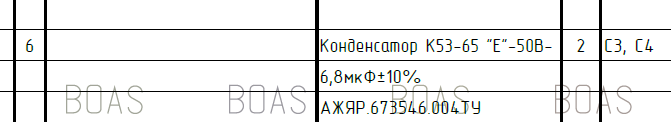 6 Конденсатор К53-65 "Е"-50В- 2 С3, С4
6,8мкФ±10%
BOAS BOAS BOAS
АЖЯР.673546.004ТУ